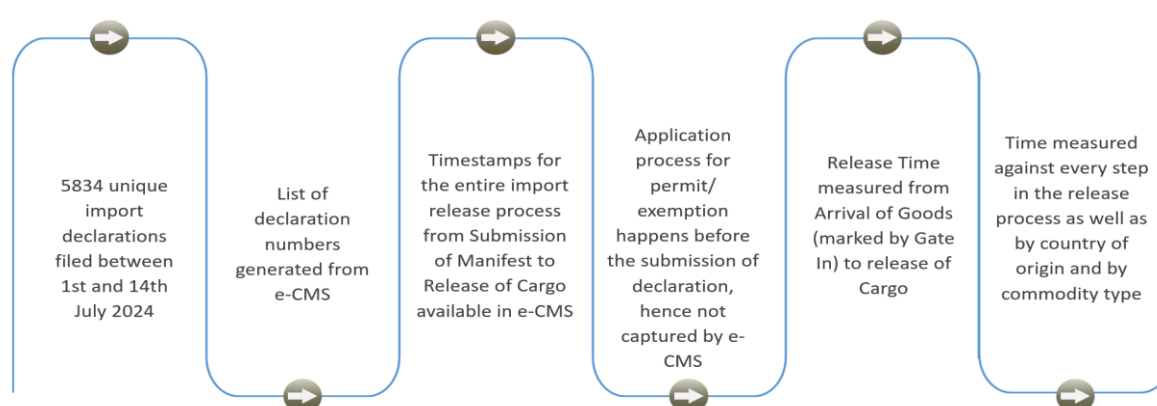 5834 unique
import
declarations
filed between
1st and 14th
July 2024
List of
declaration
numbers
generated from
e-CMS
Timestamps for
the entire import
release process
from Submission
of Manifest to
Release of Cargo
available in e-CMS
Application
process for
permit/
exemption
happens before
the submission of
declaration,
hence not
captured by e-
CMS
Release Time
measured from
Arrival of Goods
(marked by Gate
In) to release of
Cargo
Time measured
against every step
in the release
process as well as
by country of
origin and by
commodity type